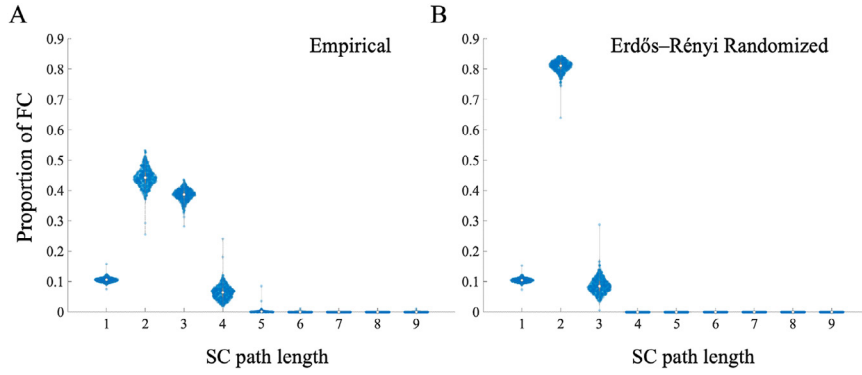 A
B
Empirical
Erdős–Rényi Randomized
Proportion of FC
0.9
0.8
0.7
0.6
0.5
0.4
0.3
0.2
0.1
0
1 2 3 4 5 6 7 8 9
SC path length
0.9
0.8
0.7
0.6
0.5
0.4
0.3
0.2
0.1
0
1 2 3 4 5 6 7 8 9
SC path length